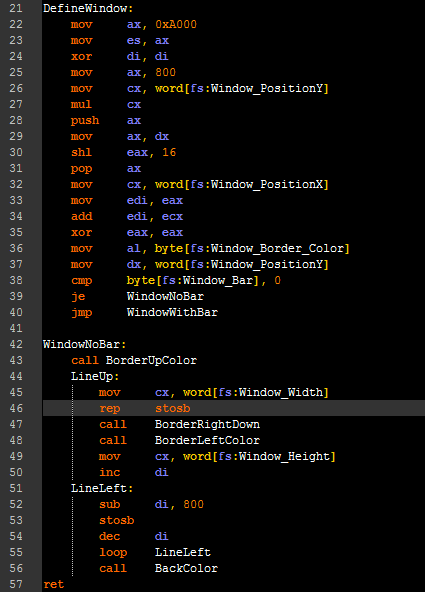 21 DefineWindow:
22 mov ax, 0xA000
23 mov es, ax
24 xor di, di
25 mov ax, 800
26 mov cx, word[fs:Window_PositionY]
27 mul cx
28 push ax
29 mov ax, dx
30 shl eax, 16
31 pop ax
32 mov cx, word[fs:Window_PositionX]
33 mov edi, eax
34 add edi, ecx
35 xor eax, eax
36 mov al, byte[fs:Window_Border_Color]
37 mov dx, word[fs:Window_PositionY]
38 cmp byte[fs:Window_Bar], 0
39 je WindowNoBar
40 jmp WindowWithBar
41
42 WindowNoBar:
43 call BorderUpColor
44 LineUp:
45 mov cx, word[fs:Window_Width]
46 rep stosb
47 call BorderRightDown
48 call BorderLeftColor
49 mov cx, word[fs:Window_Height]
50 inc di
51 LineLeft:
52 sub di, 800
53 stosb
54 dec di
55 loop LineLeft
56 call BackColor
57 ret